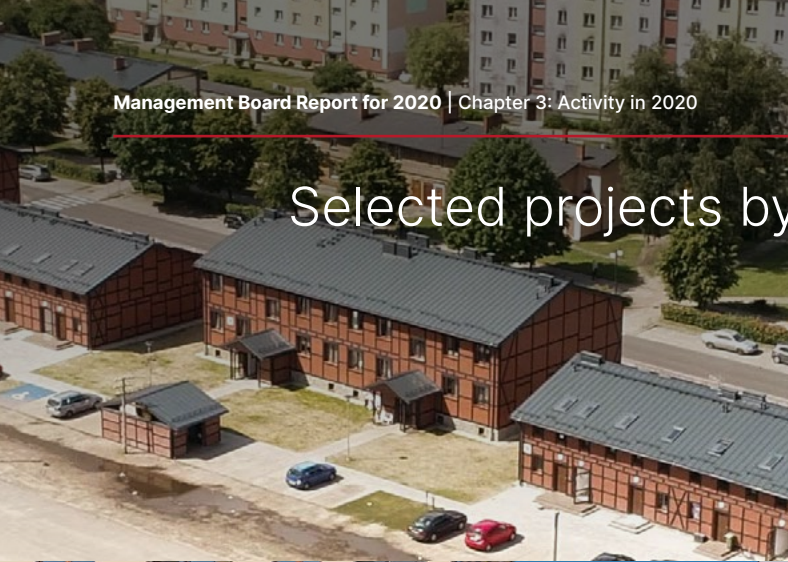 Management Board Report for 2020 | Chapter 3: Activity in 2020
Selected projects by